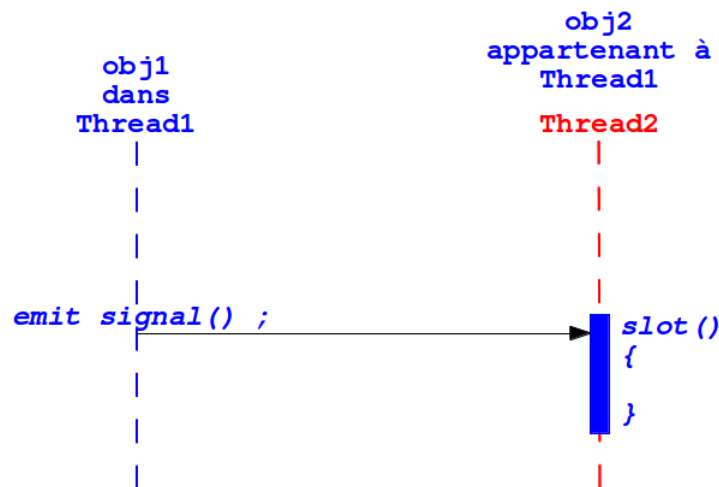 obj1
dans
Thread1
obj2
appartenant à
Thread1
Thread2
emit signal() ;
slot()
{
}